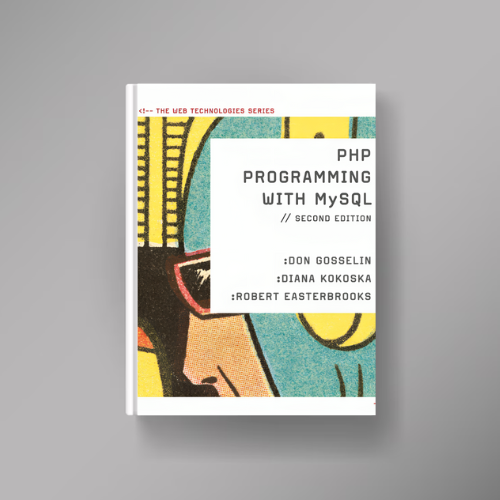 <!-- THE WEB TECHNOLOGIES SERIES
PHP
PROGRAMMING
WITH MySQL
// SECOND EDITION
:DON GOSSELIN
:DIANA KOKOSKA
:ROBERT EASTERBROOKS